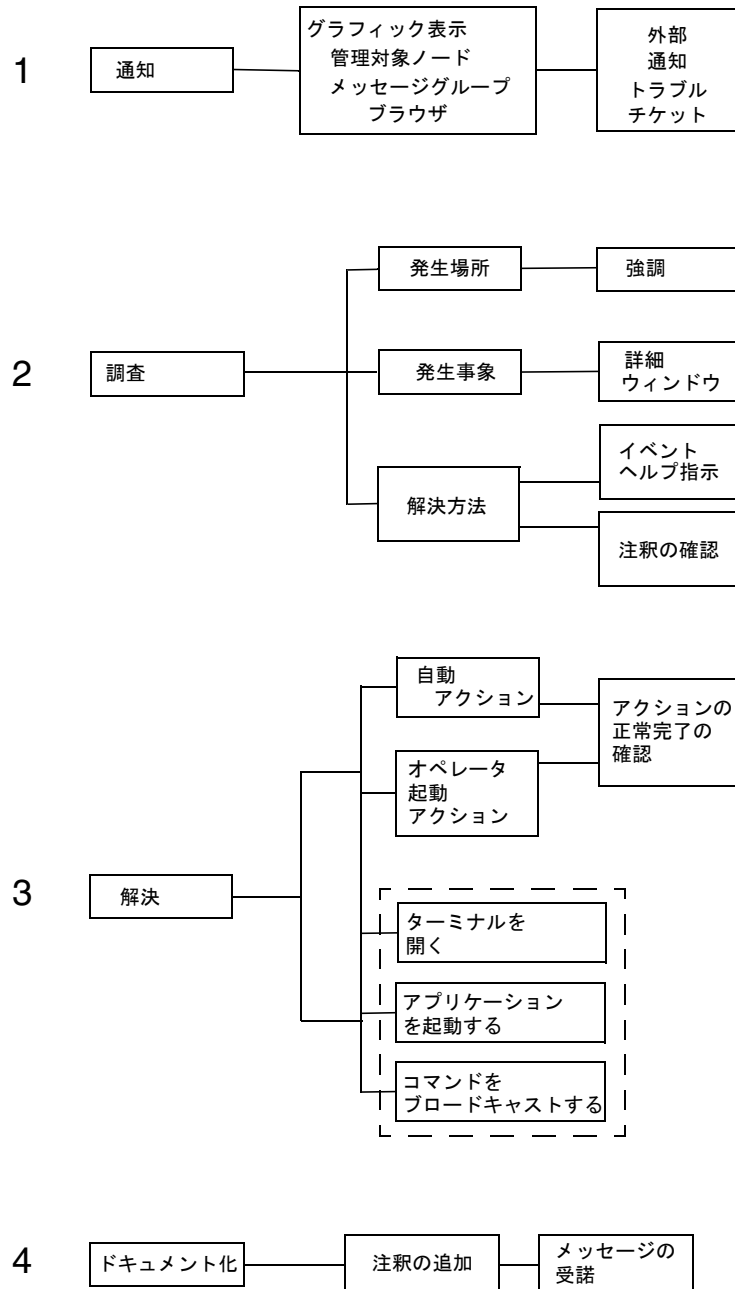 1
通知
グラフィック表示
管理対象ノード
メッセージグループ
ブラウザ
外部
通知
トラブル
チケット
2
調査
発生場所
強調
発生事象
詳細
ウィンドウ
解決方法
イベント
ヘルプ指示
注釈の確認
3
解決
自動
アクション
オペレータ
起動
アクション
アクションの
正常完了の
確認
ターミナルを
開く
アプリケーション
を起動する
コマンドを
ブロードキャストする
4
ドキュメント化
注釈の追加
メッセージの
受諾